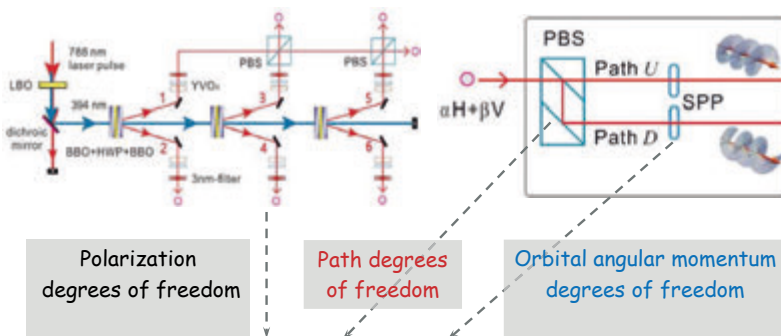 788 nm
laser pulse
LBO
394 nm
dichroic
mirror
BBO+HWP+BBO
1
2
YVO₄
3nm-filter
3
4
PBS
5
6
PBS
PBS
αH+βV
Path U
Path D
SPP
Polarization
degrees of freedom
Path degrees
of freedom
Orbital angular momentum
degrees of freedom